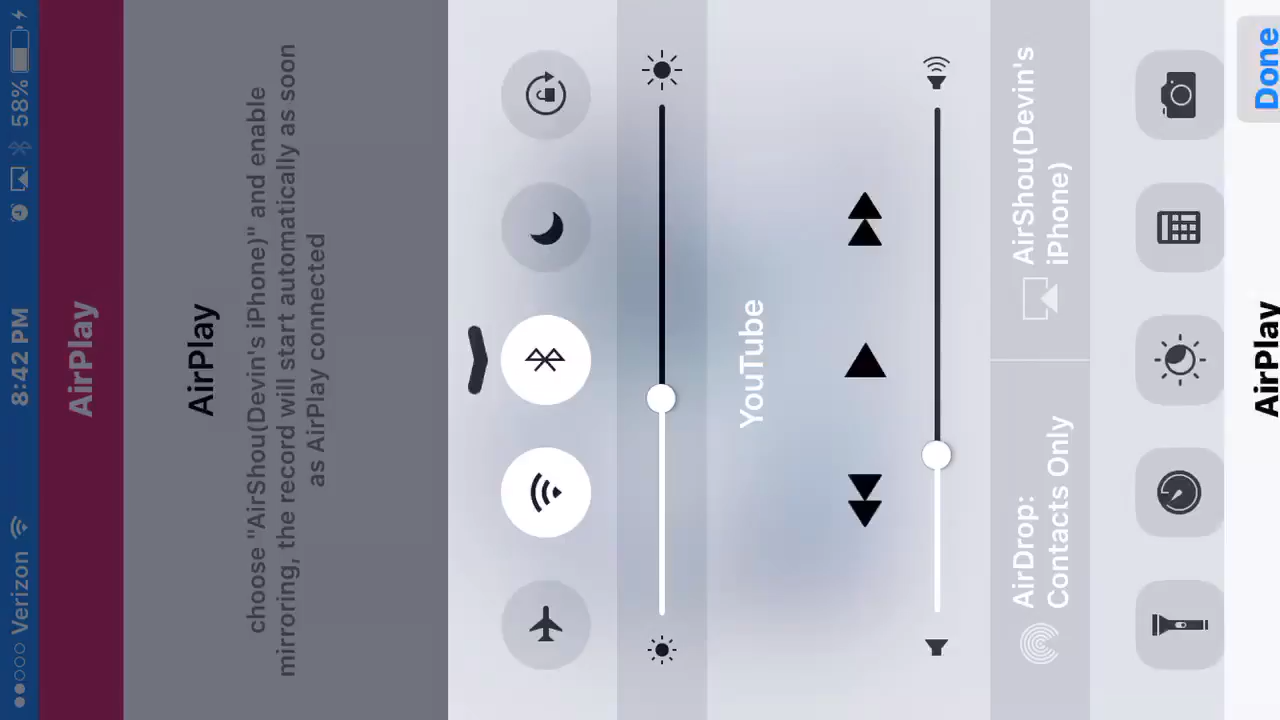 Verizon 8:42 PM 58%
AirPlay
AirPlay
choose "AirShou(Devin's iPhone)" and enable
mirroring, the record will start automatically as soon
as AirPlay connected
YouTube
AirDrop:
Contacts Only
AirShou(Devin's
iPhone)
AirPlay
Done